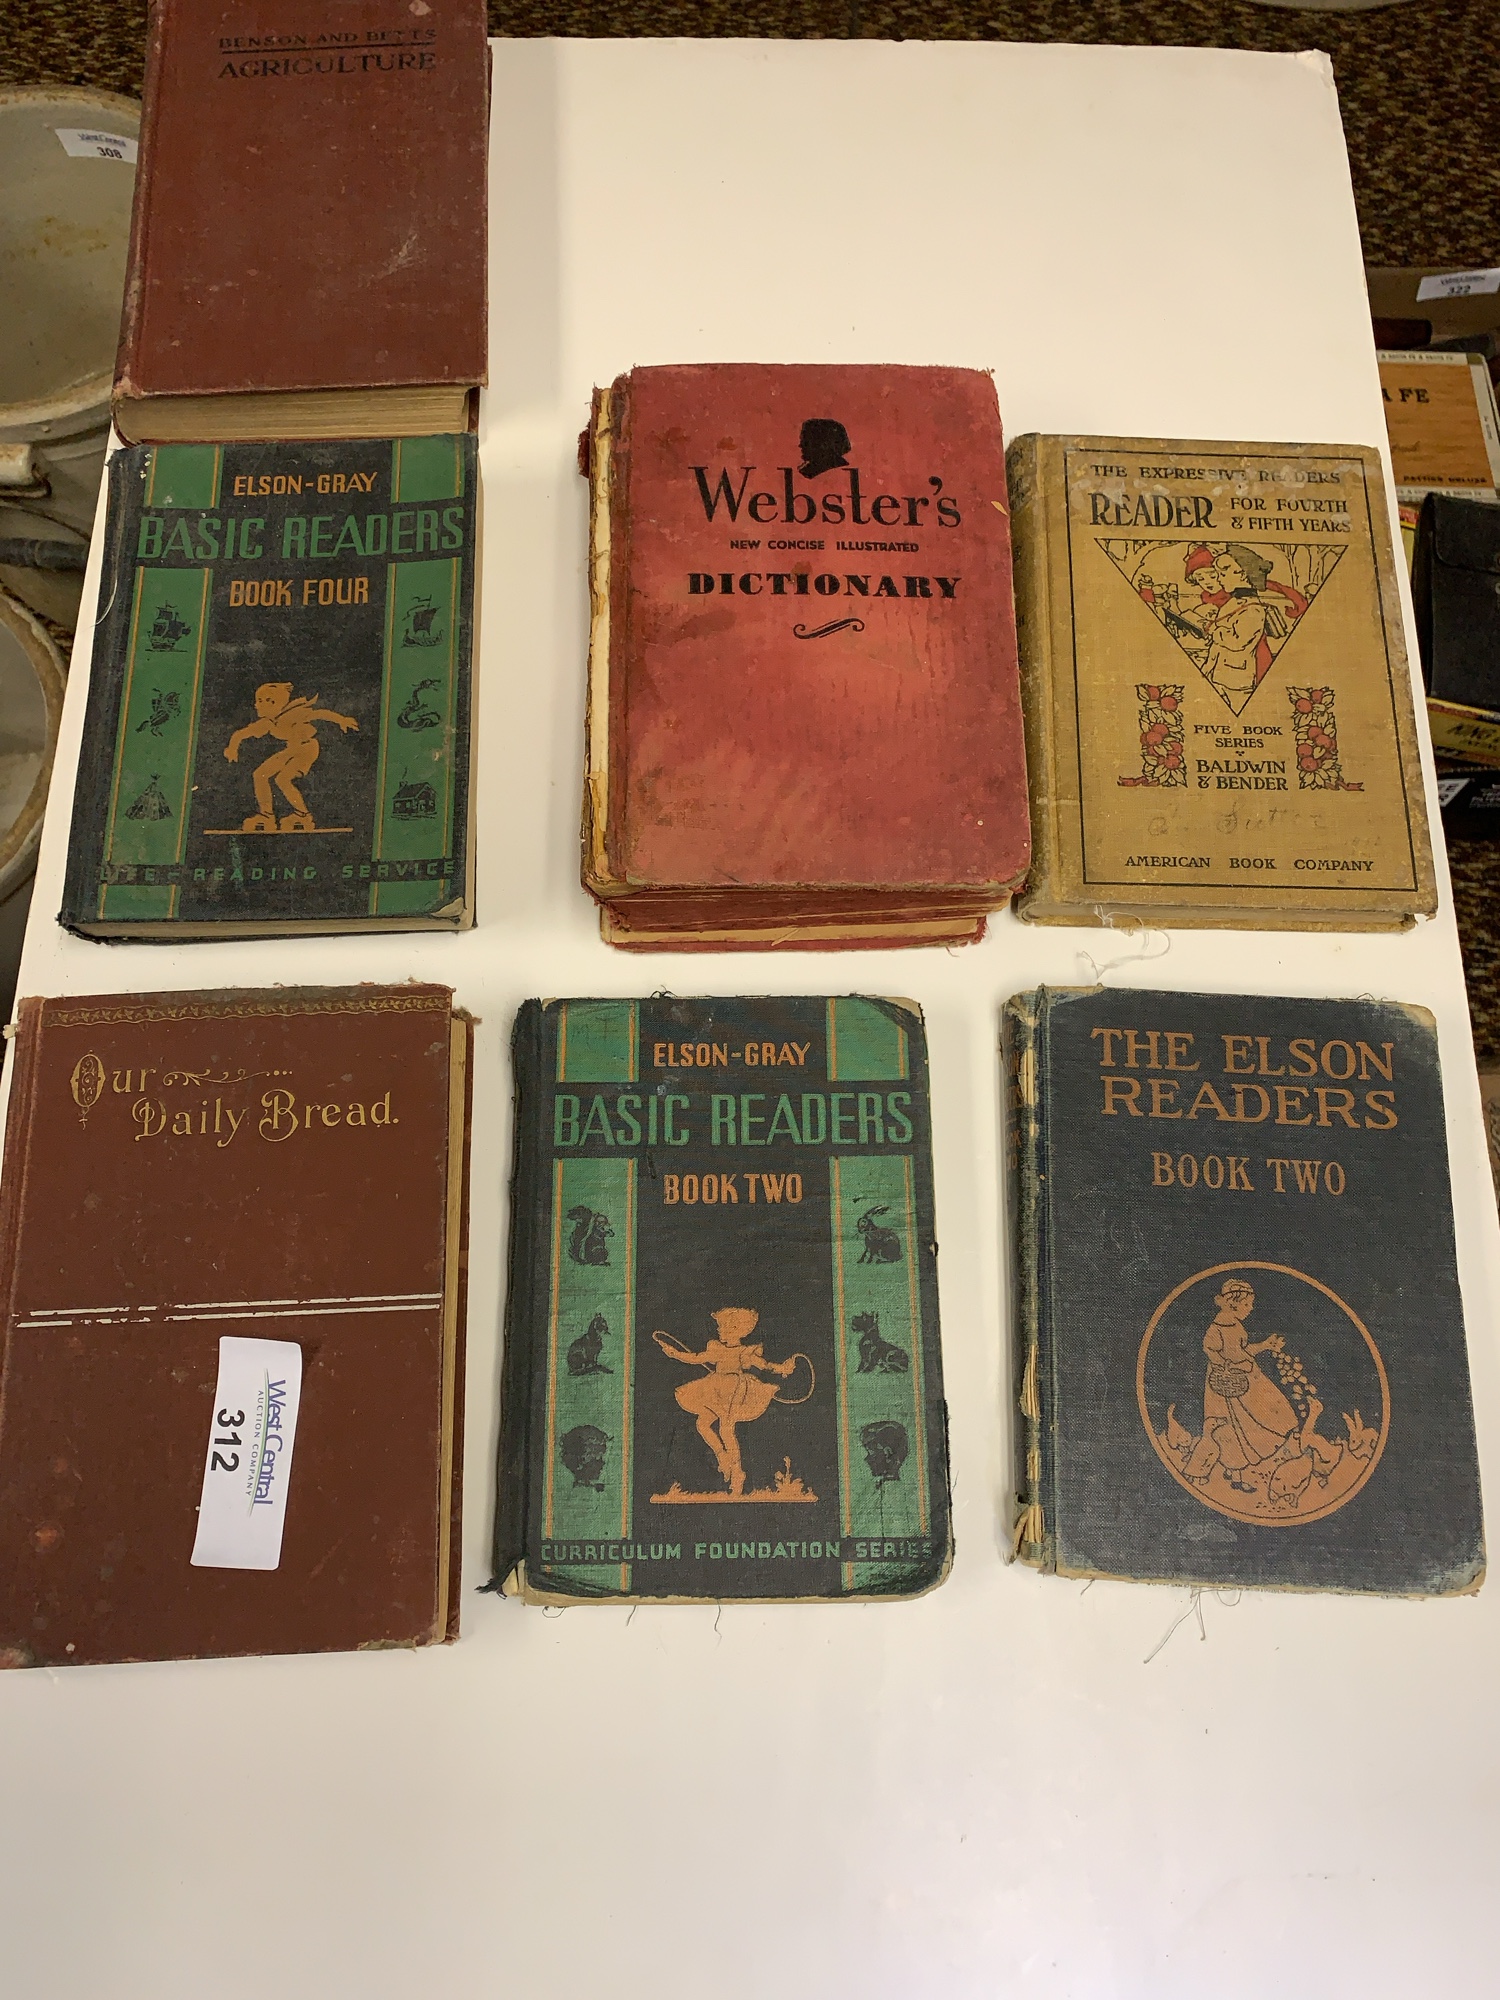 BENSON AND BETTS
AGRICULTURE
308
ELSON-GRAY
BASIC READERS
BOOK FOUR
LIFE-READING SERVICE
Webster's
NEW CONCISE ILLUSTRATED
DICTIONARY
THE EXPRESSIVE READERS
READER FOR FOURTH
& FIFTH YEARS
FIVE BOOK
SERIES
BALDWIN
& BENDER
AMERICAN BOOK COMPANY
322
Our
Daily Bread.
West Central
AUCTION COMPANY
312
ELSON-GRAY
BASIC READERS
BOOK TWO
CURRICULUM FOUNDATION SERIES
THE ELSON
READERS
BOOK TWO